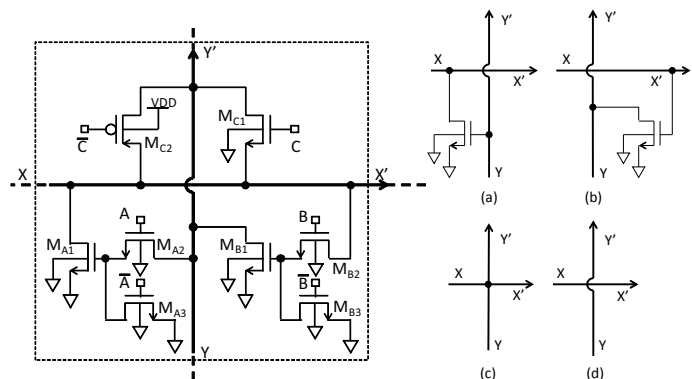 Y'
VDD
C̅
M_C2
M_C1
C
X
X'
A
B
M_A1
M_A2
M_B1
M_B2
A̅
B̅
M_A3
M_B3
Y
Y'
X
X'
Y
(a)
Y'
X
X'
Y
(b)
Y'
X
X'
Y
(c)
Y'
X
X'
Y
(d)